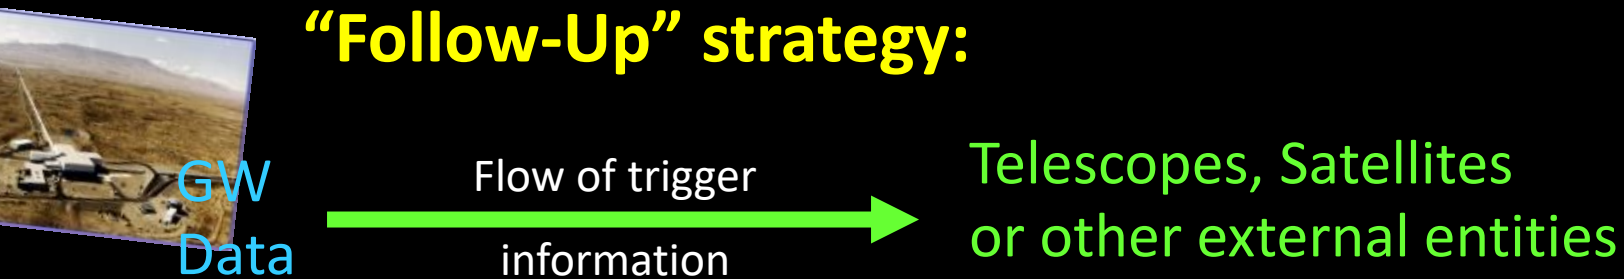 “Follow-Up” strategy:
GW
Data
Flow of trigger
information
Telescopes, Satellites
or other external entities